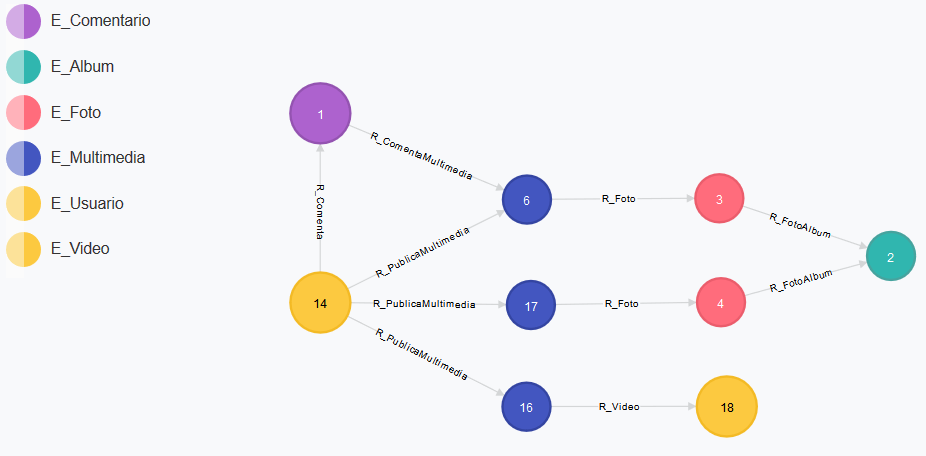 E_Comentario
E_Album
E_Foto
E_Multimedia
E_Usuario
E_Video
1
R_ComentaMultimedia
R_Comenta
6
R_Foto
3
R_FotoAlbum
R_PublicaMultimedia
2
14
R_PublicaMultimedia
17
R_Foto
4
R_FotoAlbum
R_PublicaMultimedia
16
R_Video
18